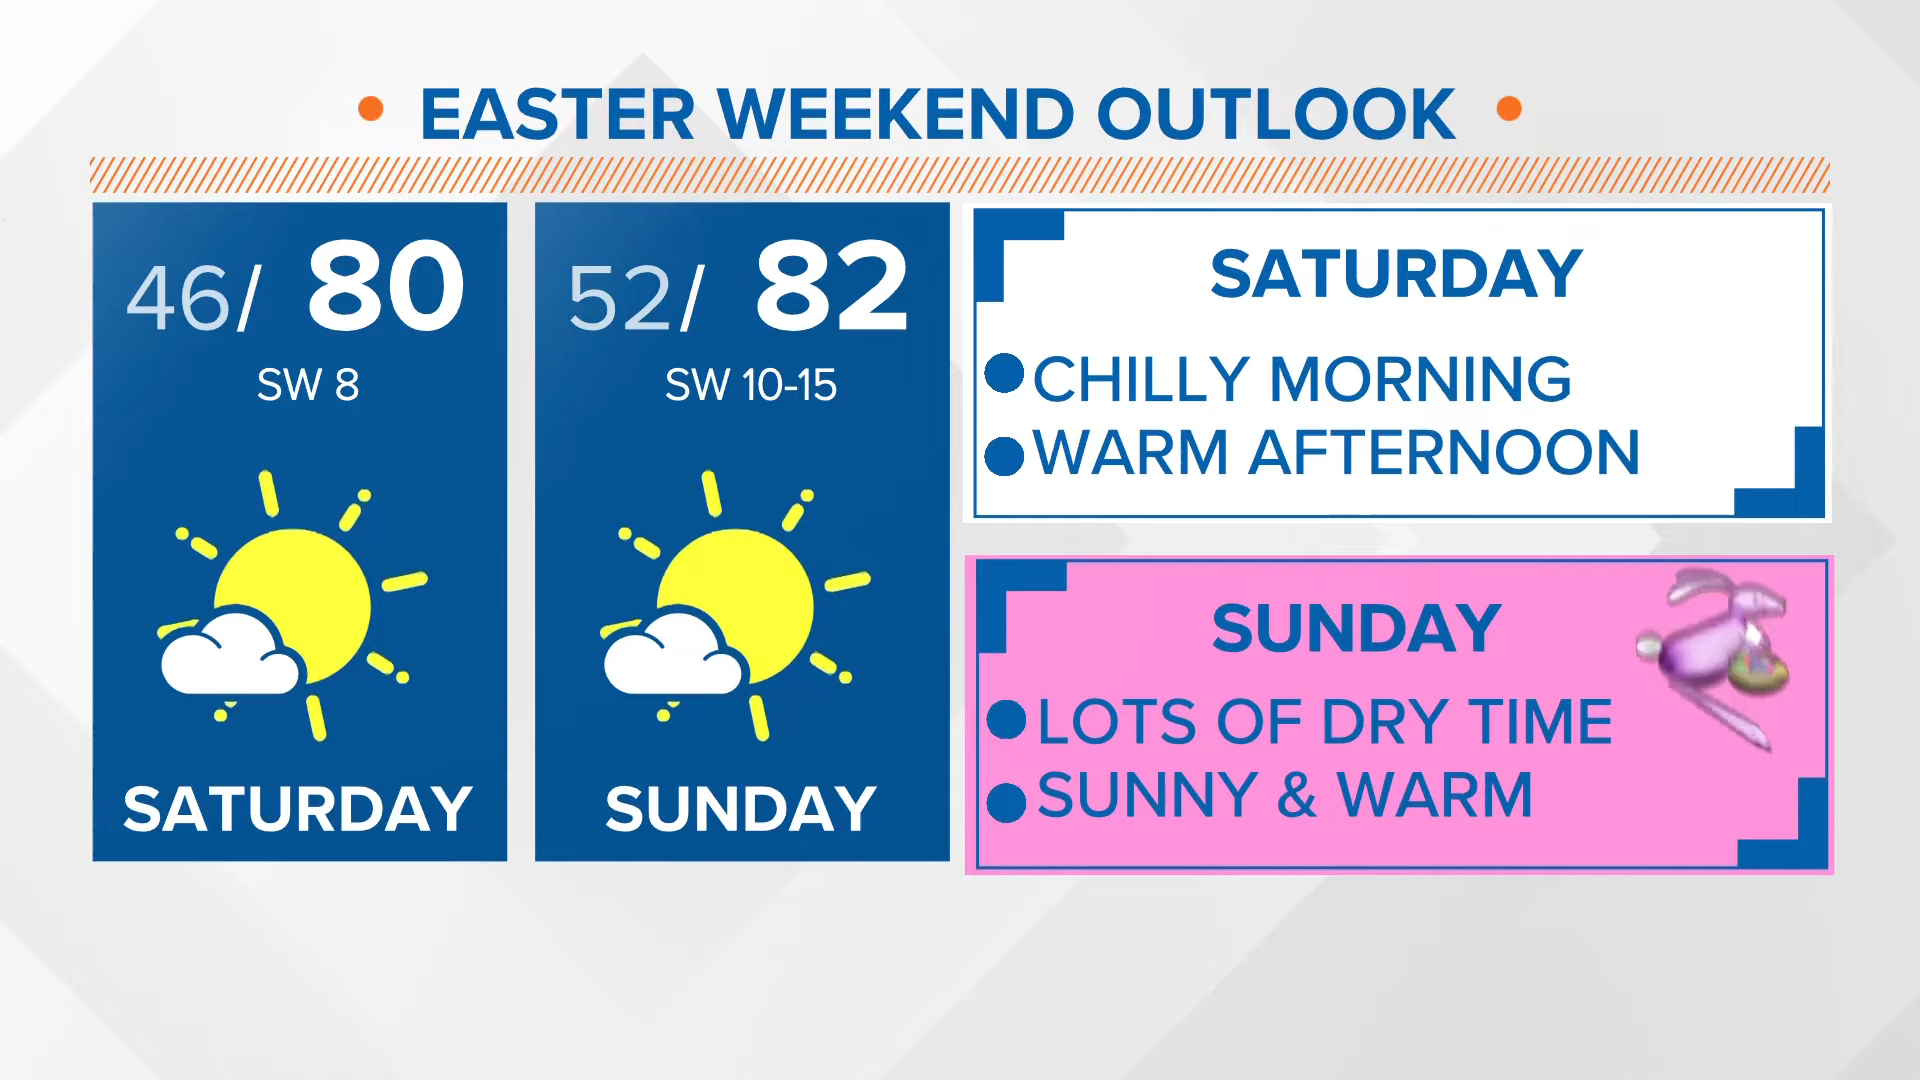 EASTER WEEKEND OUTLOOK
46/ 80
SW 8
SATURDAY
52/ 82
SW 10-15
SUNDAY
SATURDAY
CHILLY MORNING
WARM AFTERNOON
SUNDAY
LOTS OF DRY TIME
SUNNY & WARM